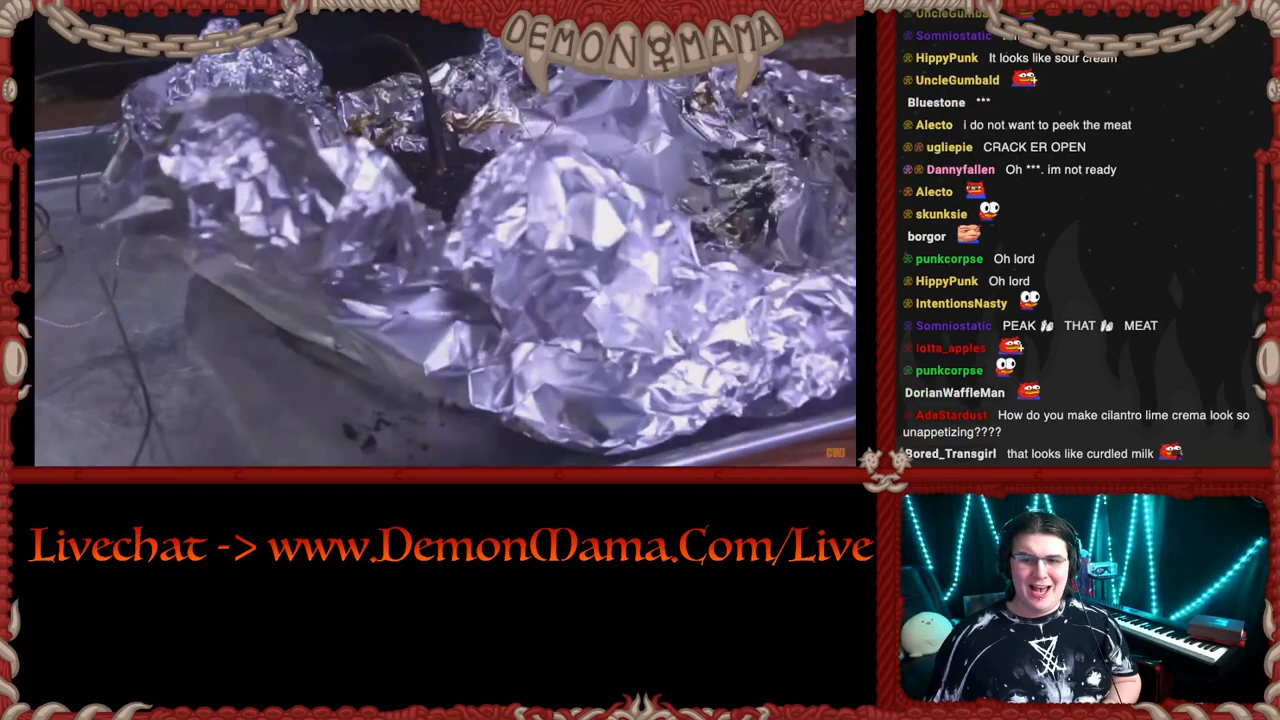 DEMON MAMA
UncleGumba
Somniostatic
HippyPunk It looks like sour cream
UncleGumbald
Bluestone ***
Alecto i do not want to peek the meat
ugliepie CRACK ER OPEN
Dannyfallen Oh ***. im not ready
Alecto
skunksie
borgor
punkcorpse Oh lord
HippyPunk Oh lord
IntentionsNasty
Somniostatic PEAK THAT MEAT
lotta_apples
punkcorpse
DorianWaffleMan
AdaStardust How do you make cilantro lime crema look so
unappetizing????
Bored_Transgirl that looks like curdled milk
CWJ
Livechat -> www.DemonMama.Com/Live